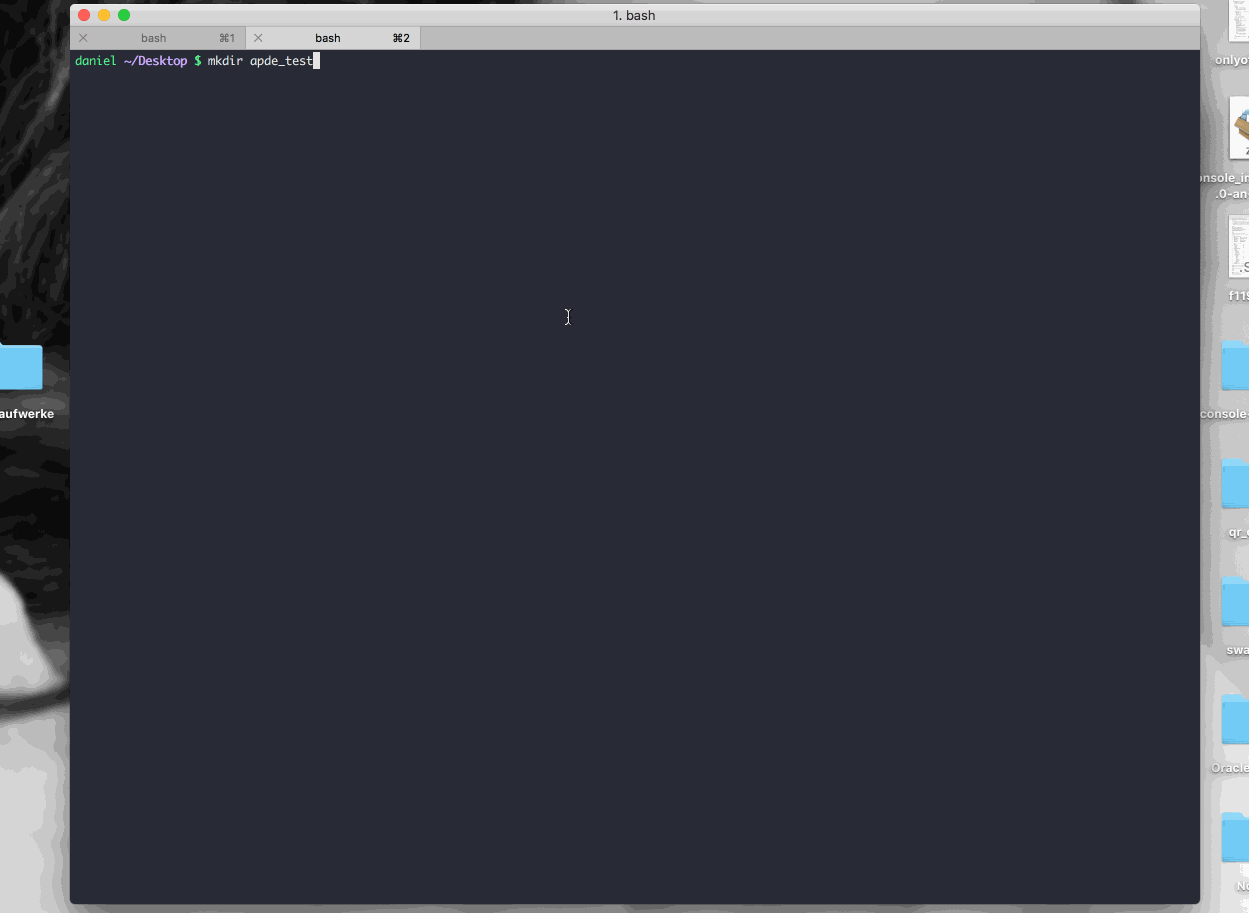 1. bash
bash ⌘1
bash ⌘2
daniel ~/Desktop $ mkdir apde_test
aufwerke
onlyo
nsole_in
.0-an
.S
f119
console-
qr_
swa
Oracle
No